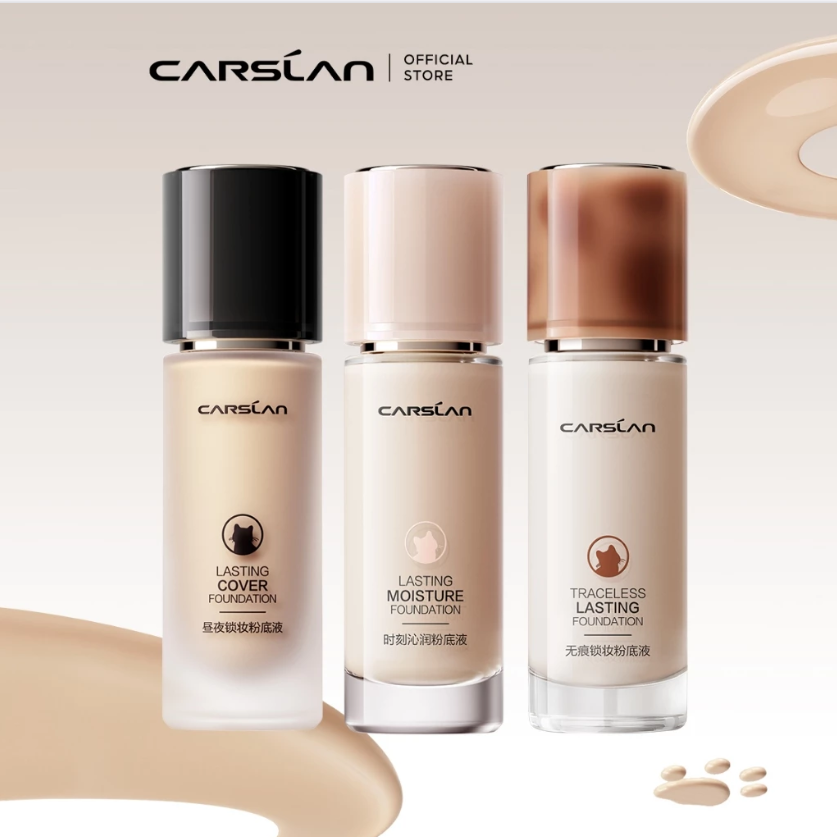 CARSLAN | OFFICIAL
STORE
CARSLAN
LASTING
COVER
FOUNDATION
昼夜锁妆粉底液
CARSLAN
LASTING
MOISTURE
FOUNDATION
时刻沁润粉底液
CARSLAN
TRACELESS
LASTING
FOUNDATION
无痕锁妆粉底液